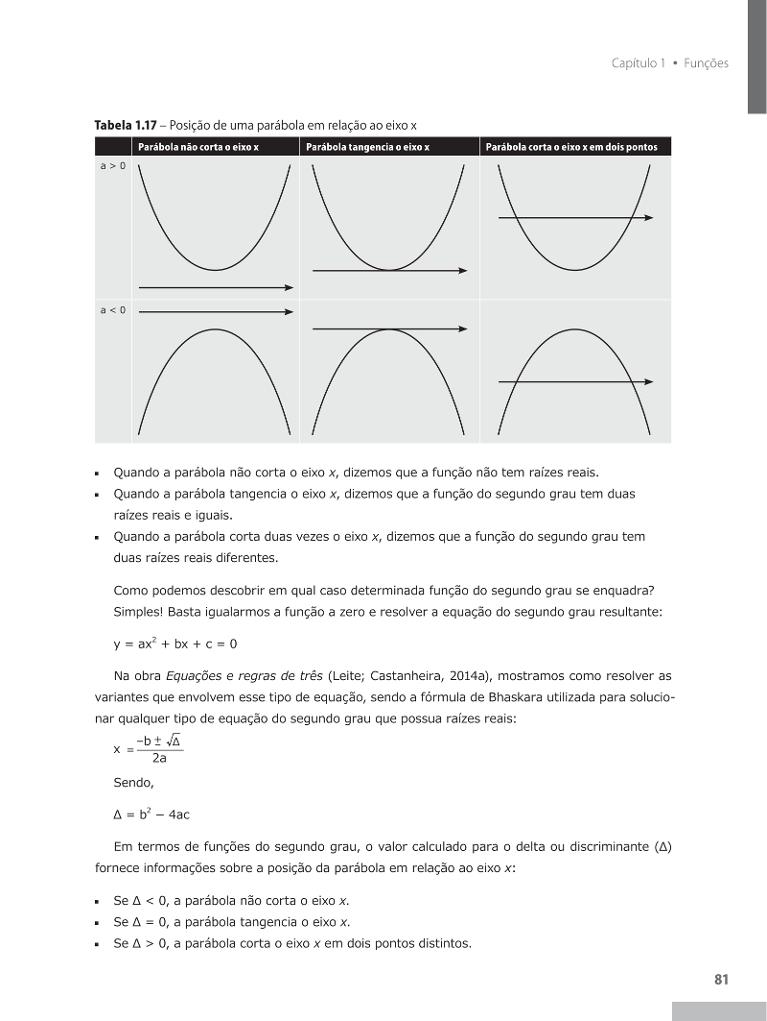 Capítulo 1 • Funções
Tabela 1.17 – Posição de uma parábola em relação ao eixo x
Parábola não corta o eixo x Parábola tangencia o eixo x Parábola corta o eixo x em dois pontos
a > 0
a < 0
▪ Quando a parábola não corta o eixo x, dizemos que a função não tem raízes reais.
▪ Quando a parábola tangencia o eixo x, dizemos que a função do segundo grau tem duas
raízes reais e iguais.
▪ Quando a parábola corta duas vezes o eixo x, dizemos que a função do segundo grau tem
duas raízes reais diferentes.
Como podemos descobrir em qual caso determinada função do segundo grau se enquadra?
Simples! Basta igualarmos a função a zero e resolver a equação do segundo grau resultante:
y = ax² + bx + c = 0
Na obra Equações e regras de três (Leite; Castanheira, 2014a), mostramos como resolver as
variantes que envolvem esse tipo de equação, sendo a fórmula de Bhaskara utilizada para solucio-
nar qualquer tipo de equação do segundo grau que possua raízes reais:
x = –b ± √Δ
2a
Sendo,
Δ = b² − 4ac
Em termos de funções do segundo grau, o valor calculado para o delta ou discriminante (Δ)
fornece informações sobre a posição da parábola em relação ao eixo x:
▪ Se Δ < 0, a parábola não corta o eixo x.
▪ Se Δ = 0, a parábola tangencia o eixo x.
▪ Se Δ > 0, a parábola corta o eixo x em dois pontos distintos.
81